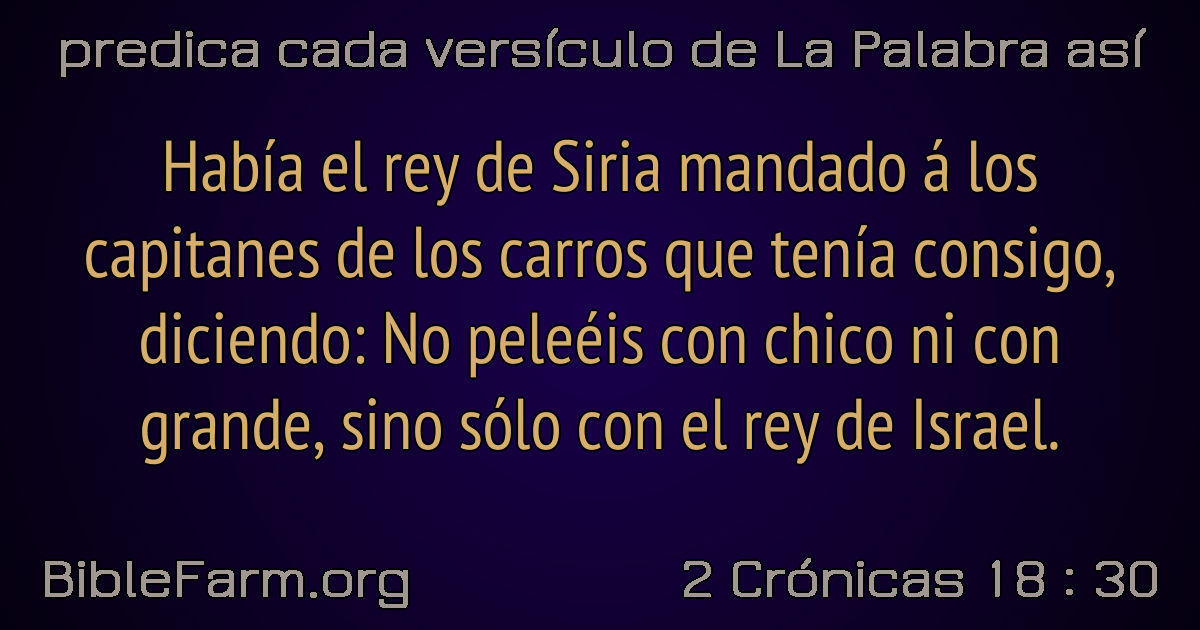 predica cada versículo de La Palabra así
Había el rey de Siria mandado á los
capitanes de los carros que tenía consigo,
diciendo: No peleéis con chico ni con
grande, sino sólo con el rey de Israel.
BibleFarm.org
2 Crónicas 18 : 30